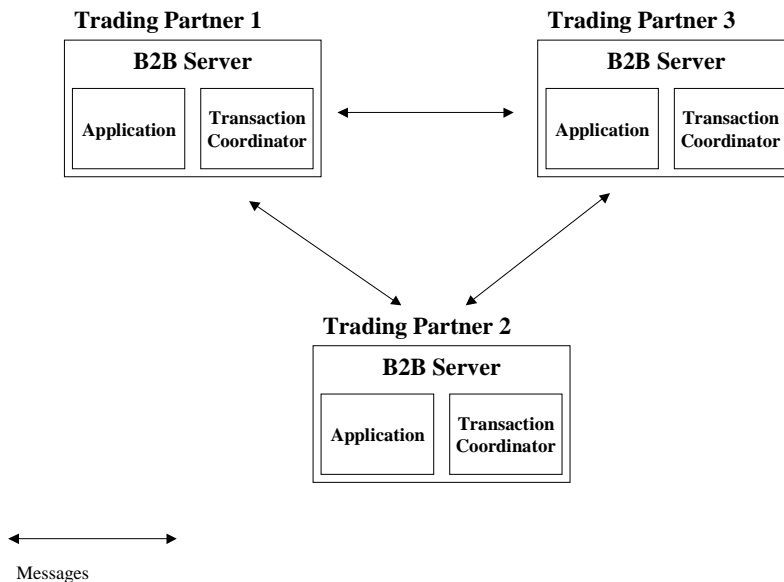 Trading Partner 1
B2B Server
Application
Transaction
Coordinator
Trading Partner 3
B2B Server
Application
Transaction
Coordinator
Trading Partner 2
B2B Server
Application
Transaction
Coordinator
Messages